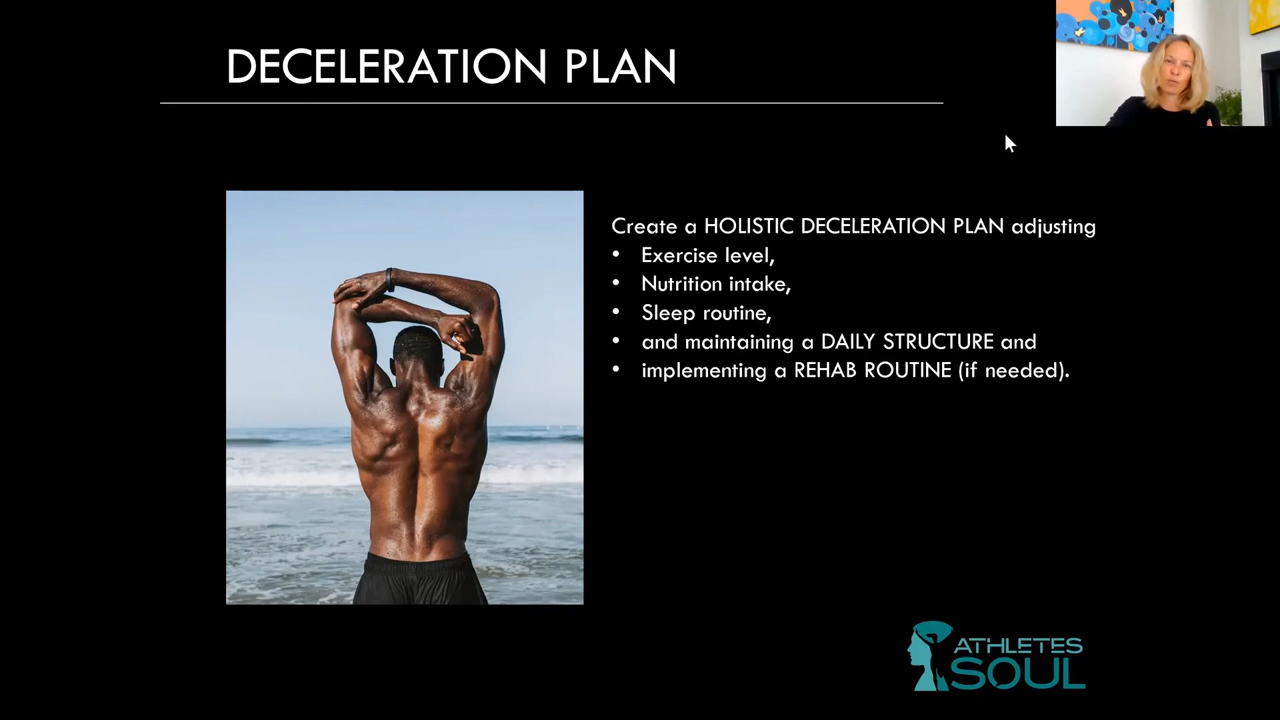 DECELERATION PLAN
Create a HOLISTIC DECELERATION PLAN adjusting
• Exercise level,
• Nutrition intake,
• Sleep routine,
• and maintaining a DAILY STRUCTURE and
• implementing a REHAB ROUTINE (if needed).
ATHLETES
SOUL